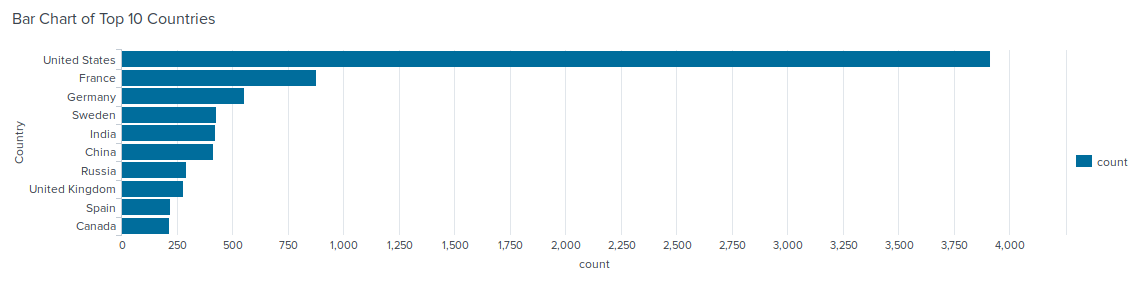 Bar Chart of Top 10 Countries
Country
United States
France
Germany
Sweden
India
China
Russia
United Kingdom
Spain
Canada
0 250 500 750 1,000 1,250 1,500 1,750 2,000 2,250 2,500 2,750 3,000 3,250 3,500 3,750 4,000
count
count